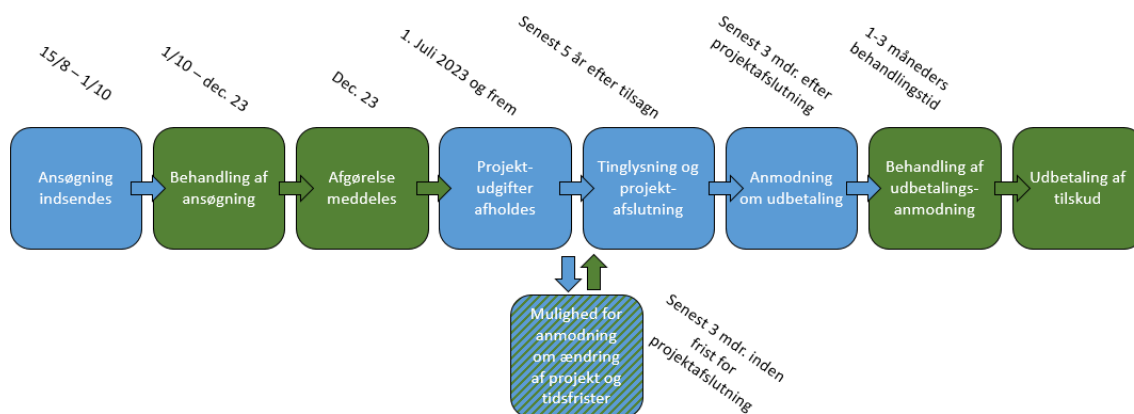 15/8 – 1/10
1/10 – dec. 23
Dec. 23
1. Juli 2023 og frem
Senest 5 år efter tilsagn
Senest 3 mdr. efter
projektafslutning
1-3 måneders
behandlingstid
Ansøgning
indsendes
Behandling af
ansøgning
Afgørelse
meddeles
Projekt-
udgifter
afholdes
Tinglysning og
projekt-
afslutning
Anmodning
om udbetaling
Behandling af
udbetalings-
anmodning
Udbetaling af
tilskud
Mulighed for
anmodning
om ændring
af projekt og
tidsfrister
Senest 3 mdr. inden
frist for
projektafslutning